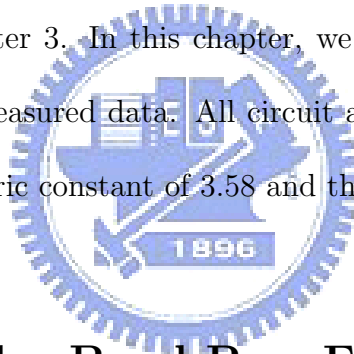 ter 3. In this chapter, we
easured data. All circuit a
ric constant of 3.58 and th
1896